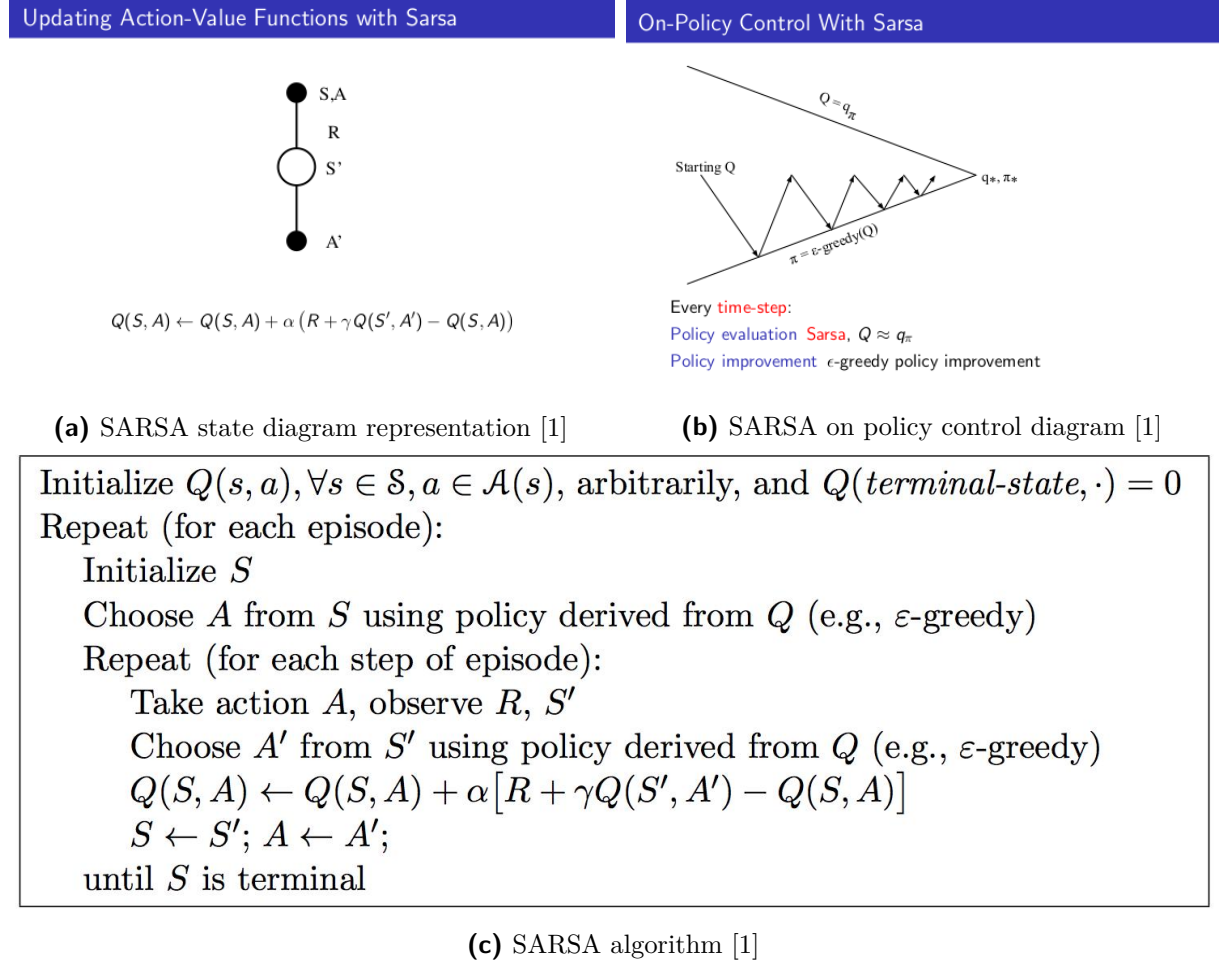 Updating Action-Value Functions with Sarsa
S,A
R
S'
A'
Q(S, A) ← Q(S, A) + α (R + γQ(S′, A′) − Q(S, A))
(a) SARSA state diagram representation [1]
On-Policy Control With Sarsa
Q = qπ
Starting Q
q*, π*
π = ε-greedy(Q)
Every time-step:
Policy evaluation Sarsa, Q ≈ qπ
Policy improvement ϵ-greedy policy improvement
(b) SARSA on policy control diagram [1]
Initialize Q(s, a), ∀s ∈ 𝒮, a ∈ 𝒜(s), arbitrarily, and Q(terminal-state, ·) = 0
Repeat (for each episode):
Initialize S
Choose A from S using policy derived from Q (e.g., ε-greedy)
Repeat (for each step of episode):
Take action A, observe R, S′
Choose A′ from S′ using policy derived from Q (e.g., ε-greedy)
Q(S, A) ← Q(S, A) + α[R + γQ(S′, A′) − Q(S, A)]
S ← S′; A ← A′;
until S is terminal
(c) SARSA algorithm [1]